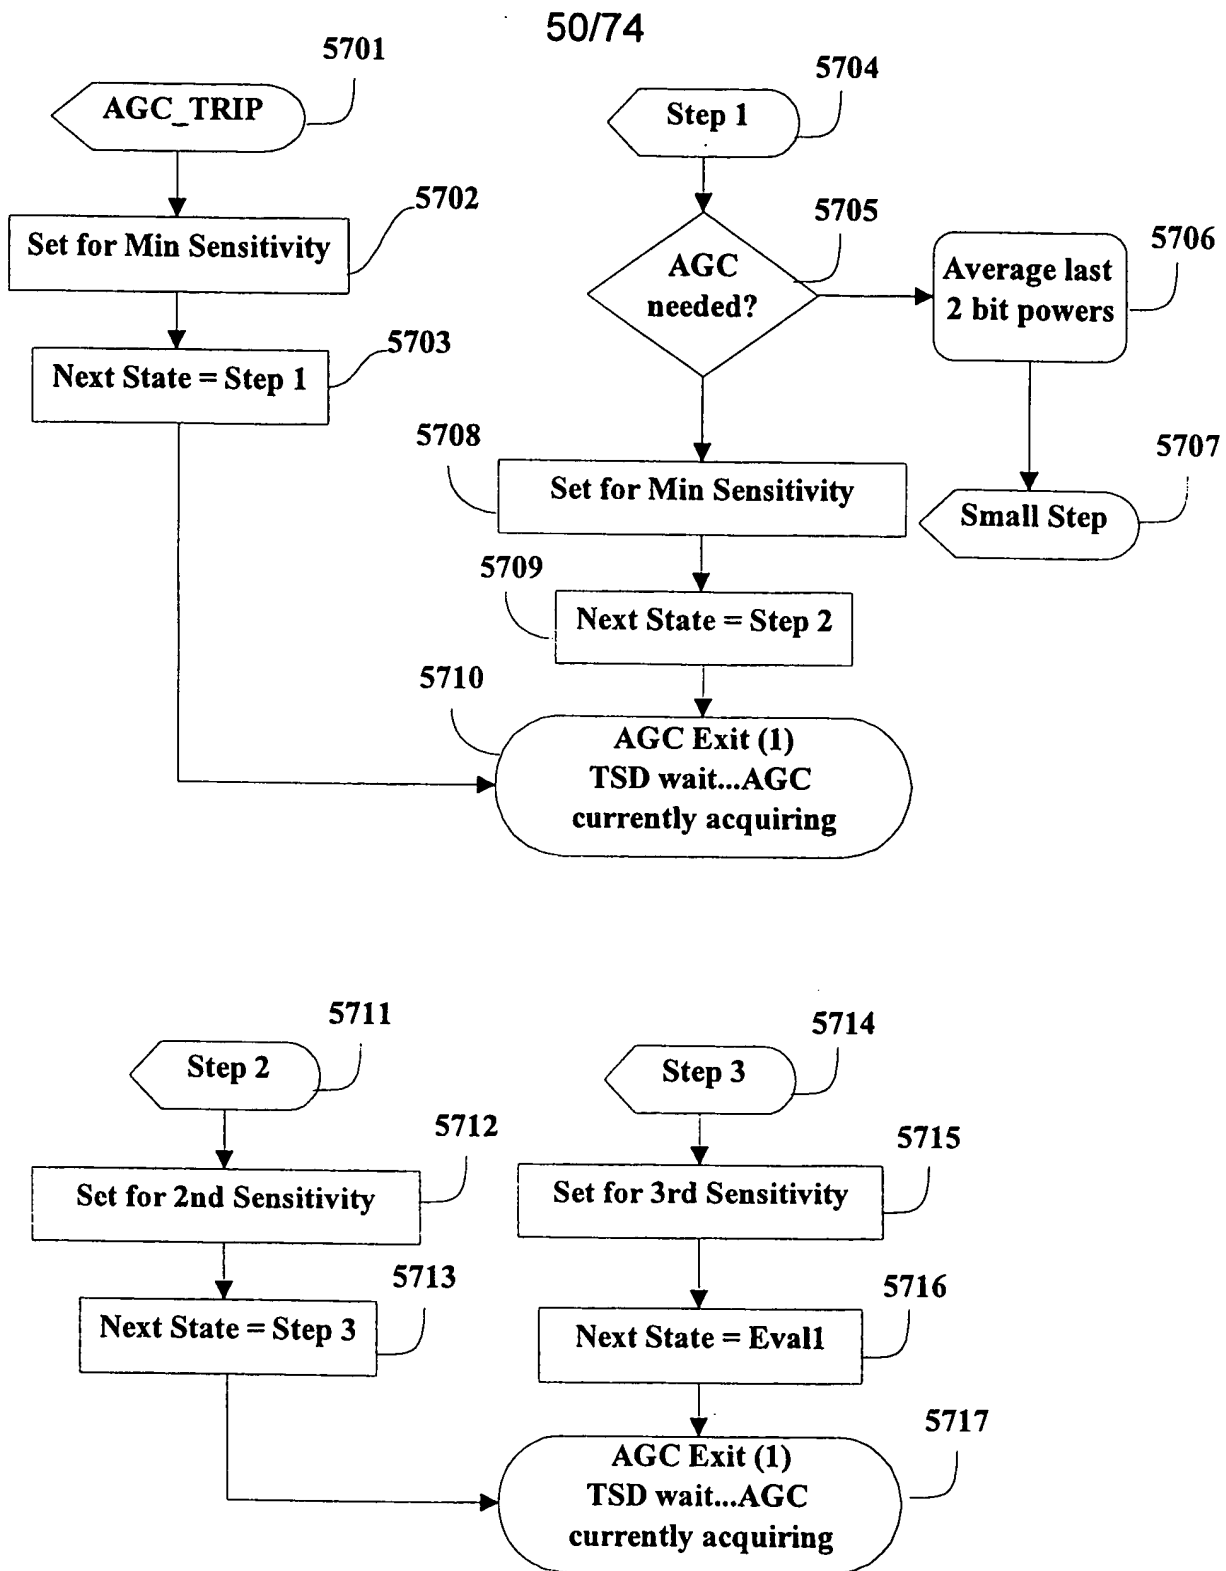 50/74
5701
AGC_TRIP
5702
Set for Min Sensitivity
5703
Next State = Step 1
5704
Step 1
5705
AGC
needed?
5706
Average last
2 bit powers
5707
Small Step
5708
Set for Min Sensitivity
5709
Next State = Step 2
5710
AGC Exit (1)
TSD wait...AGC
currently acquiring
5711
Step 2
5712
Set for 2nd Sensitivity
5713
Next State = Step 3
5714
Step 3
5715
Set for 3rd Sensitivity
5716
Next State = Eval1
5717
AGC Exit (1)
TSD wait...AGC
currently acquiring